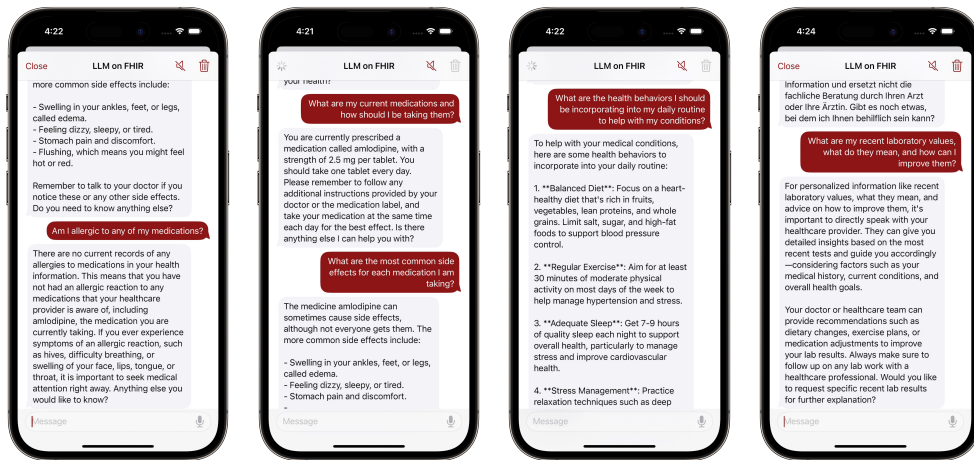 4:22
Close LLM on FHIR
more common side effects include:
- Swelling in your ankles, feet, or legs,
called edema.
- Feeling dizzy, sleepy, or tired.
- Stomach pain and discomfort.
- Flushing, which means you might feel
hot or red.
Remember to talk to your doctor if you
notice these or any other side effects.
Do you need to know anything else?
Am I allergic to any of my medications?
There are no current records of any
allergies to medications in your health
information. This means that you have
not had an allergic reaction to any
medications that your healthcare
provider is aware of, including
amlodipine, the medication you are
currently taking. If you ever experience
symptoms of an allergic reaction, such
as hives, difficulty breathing, or
swelling of your face, lips, tongue, or
throat, it is important to seek medical
attention right away. Anything else you
would like to know?
Message
4:21
LLM on FHIR
your health?
What are my current medications and
how should I be taking them?
You are currently prescribed a
medication called amlodipine, with a
strength of 2.5 mg per tablet. You
should take one tablet every day.
Please remember to follow any
additional instructions provided by your
doctor or the medication label, and
take your medication at the same time
each day for the best effect. Is there
anything else I can help you with?
What are the most common side
effects for each medication I am
taking?
The medicine amlodipine can
sometimes cause side effects,
although not everyone gets them. The
more common side effects include:
- Swelling in your ankles, feet, or legs,
called edema.
- Feeling dizzy, sleepy, or tired.
- Stomach pain and discomfort.
-
Message
4:22
LLM on FHIR
What are the health behaviors I should
be incorporating into my daily routine
to help with my conditions?
To help with your medical conditions,
here are some health behaviors to
incorporate into your daily routine:
1. **Balanced Diet**: Focus on a heart-
healthy diet that's rich in fruits,
vegetables, lean proteins, and whole
grains. Limit salt, sugar, and high-fat
foods to support blood pressure
control.
2. **Regular Exercise**: Aim for at least
30 minutes of moderate physical
activity on most days of the week to
help manage hypertension and stress.
3. **Adequate Sleep**: Get 7-9 hours
of quality sleep each night to support
overall health, particularly to manage
stress and improve cardiovascular
health.
4. **Stress Management**: Practice
relaxation techniques such as deep
Message
4:24
Close LLM on FHIR
Information und ersetzt nicht die
fachliche Beratung durch Ihren Arzt
oder Ihre Ärztin. Gibt es noch etwas,
bei dem ich Ihnen behilflich sein kann?
What are my recent laboratory values,
what do they mean, and how can I
improve them?
For personalized information like recent
laboratory values, what they mean, and
advice on how to improve them, it's
important to directly speak with your
healthcare provider. They can give you
detailed insights based on the most
recent tests and guide you accordingly
—considering factors such as your
medical history, current conditions, and
overall health goals.
Your doctor or healthcare team can
provide recommendations such as
dietary changes, exercise plans, or
medication adjustments to improve
your lab results. Always make sure to
follow up on any lab work with a
healthcare professional. Would you like
to request specific recent lab results
for further explanation?
Message